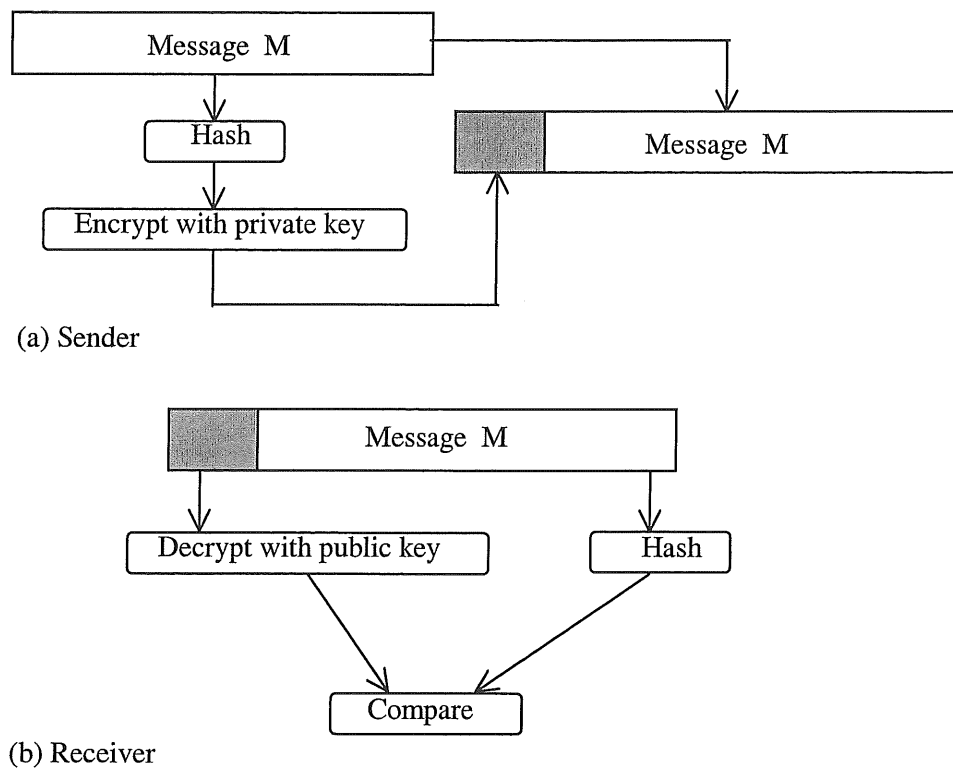 Message M
Hash
Message M
Encrypt with private key
(a) Sender
Message M
Decrypt with public key
Hash
Compare
(b) Receiver